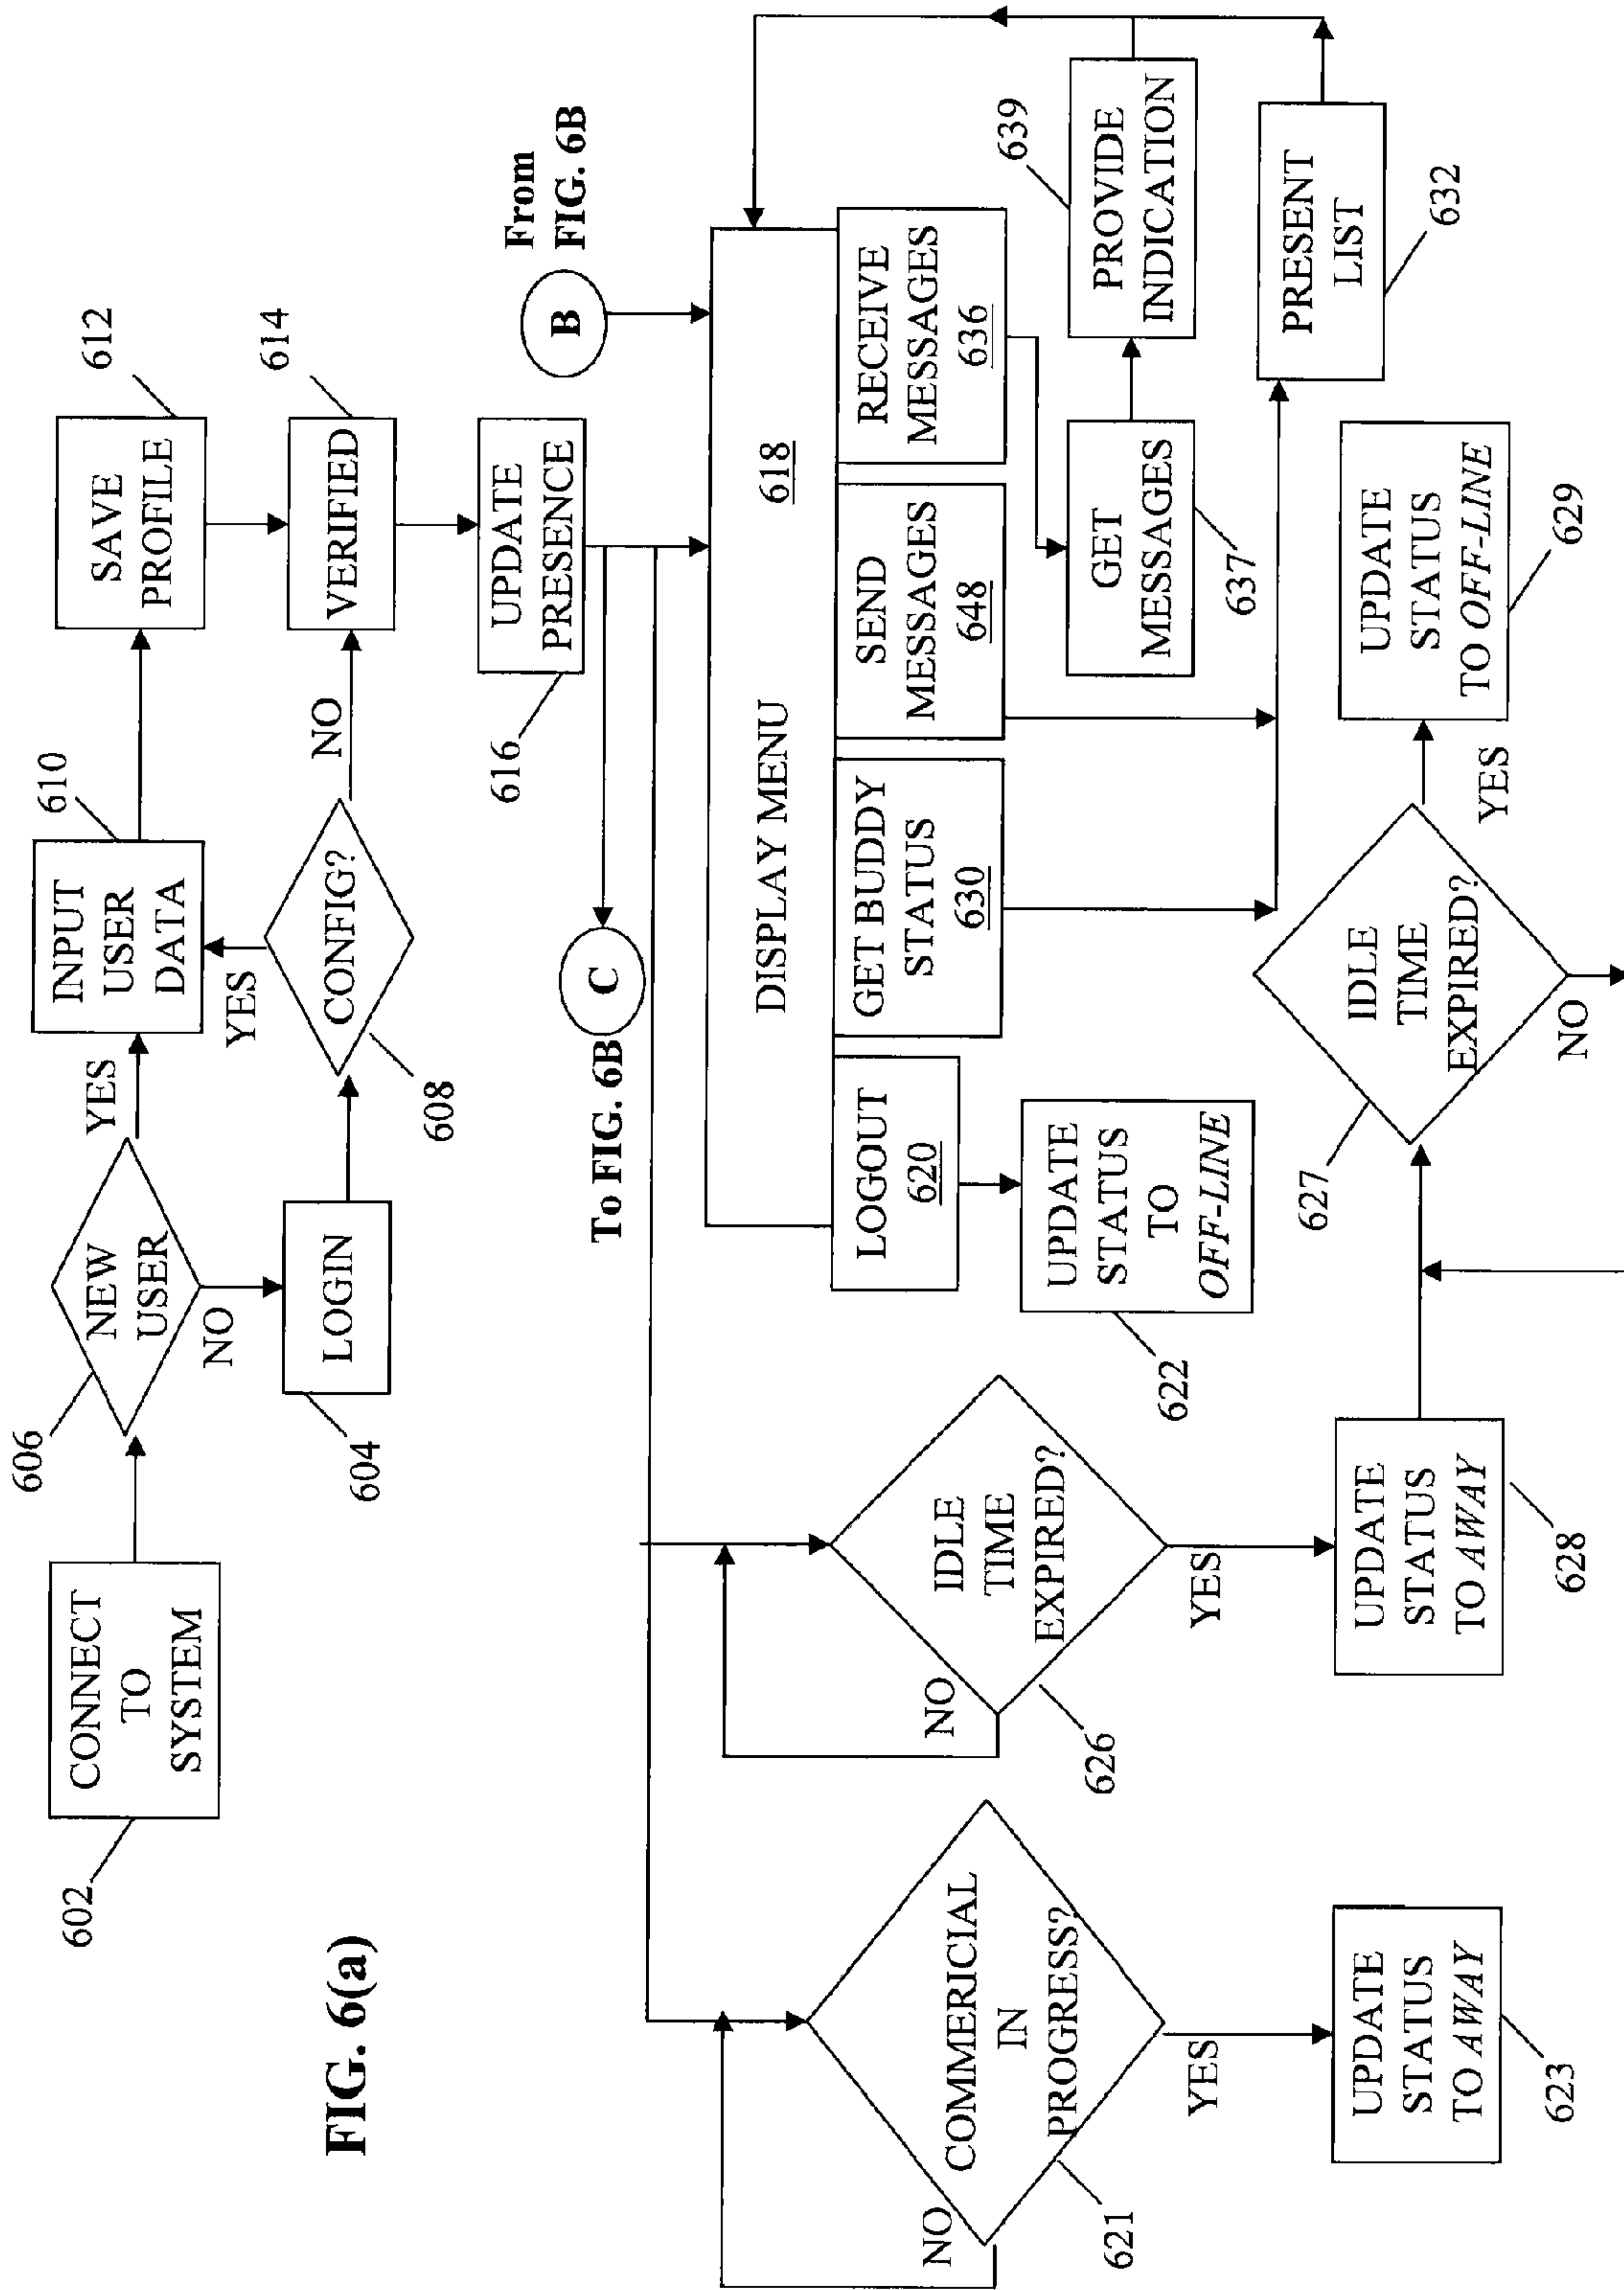 FIG. 6(a)
602
CONNECT
TO
SYSTEM
606
NEW
USER
YES
NO
604
LOGIN
608
CONFIG?
YES
NO
610
INPUT
USER
DATA
612
SAVE
PROFILE
614
VERIFIED
616
UPDATE
PRESENCE
To FIG. 6B
C
From
FIG. 6B
B
DISPLAY MENU
618
LOGOUT
620
GET BUDDY
STATUS
630
SEND
MESSAGES
648
RECEIVE
MESSAGES
636
UPDATE
STATUS
TO
OFF-LINE
622
GET
MESSAGES
637
PROVIDE
INDICATION
639
PRESENT
LIST
632
COMMERICIAL
IN
PROGRESS?
NO
621
YES
UPDATE
STATUS
TO AWAY
623
IDLE
TIME
EXPIRED?
NO
626
YES
UPDATE
STATUS
TO AWAY
628
IDLE
TIME
EXPIRED?
627
NO
YES
UPDATE
STATUS
TO OFF-LINE
629